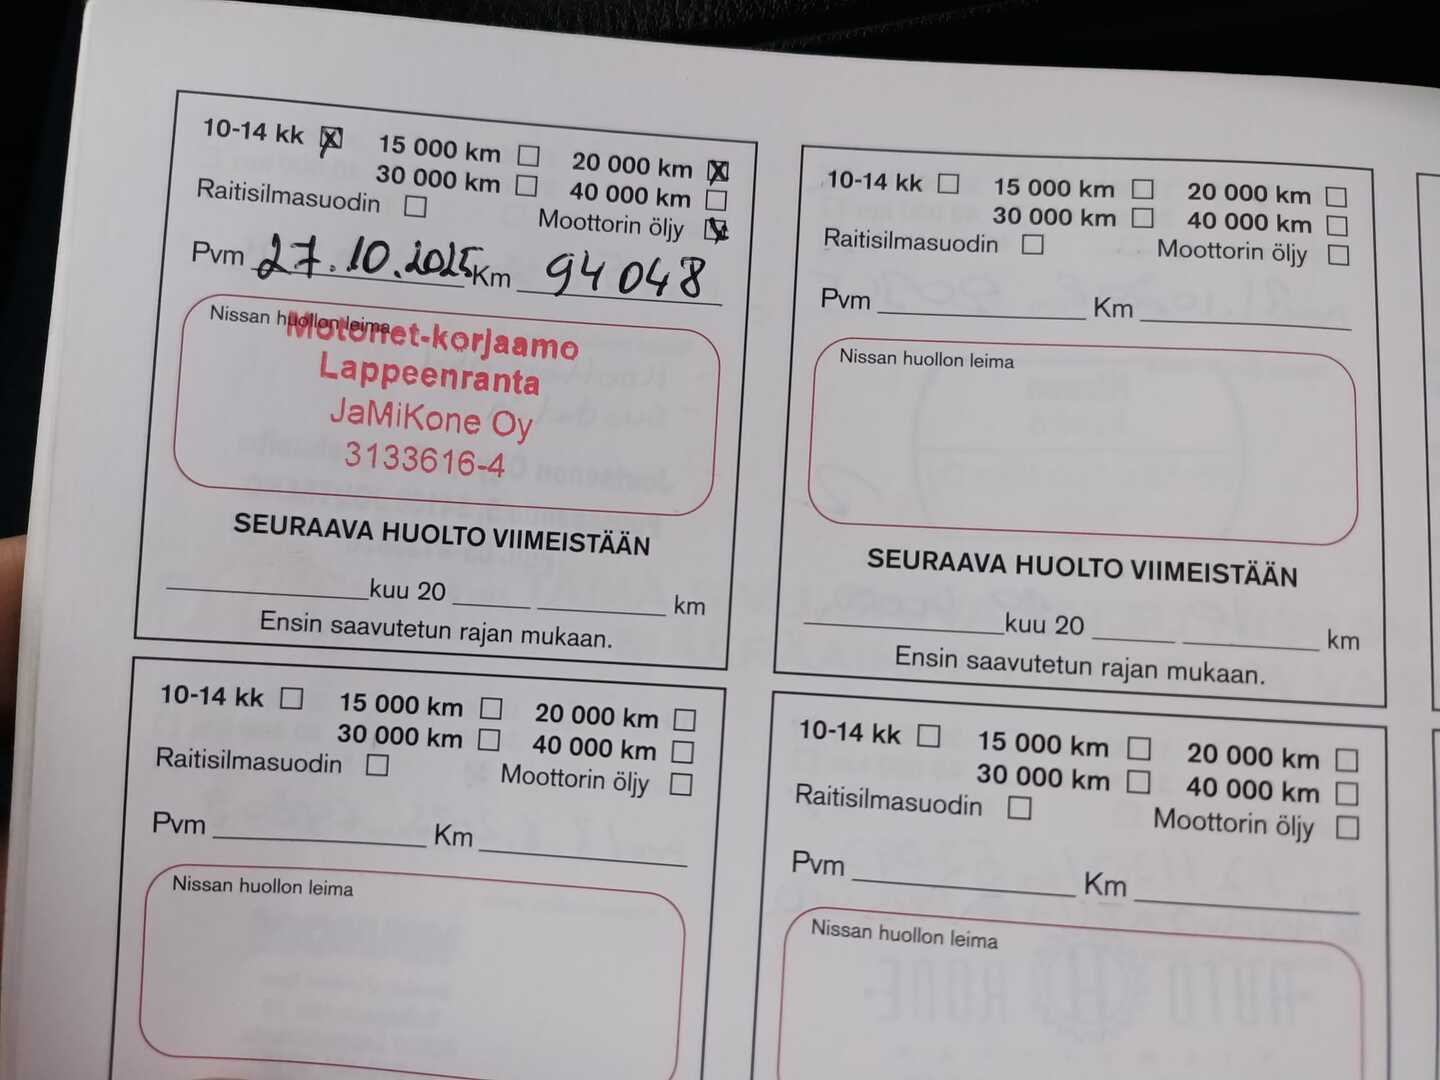 10-14 kk 15 000 km 20 000 km
30 000 km 40 000 km
Raitisilmasuodin Moottorin öljy
Pvm 27.10.2025 Km 94 048
Nissan huollon leima
Motonet-korjaamo
Lappeenranta
JaMiKone Oy
3133616-4
SEURAAVA HUOLTO VIIMEISTÄÄN
kuu 20 km
Ensin saavutetun rajan mukaan.
10-14 kk 15 000 km 20 000 km
30 000 km 40 000 km
Raitisilmasuodin Moottorin öljy
Pvm Km
Nissan huollon leima
SEURAAVA HUOLTO VIIMEISTÄÄN
kuu 20 km
Ensin saavutetun rajan mukaan.
10-14 kk 15 000 km 20 000 km
30 000 km 40 000 km
Raitisilmasuodin Moottorin öljy
Pvm Km
Nissan huollon leima
10-14 kk 15 000 km 20 000 km
30 000 km 40 000 km
Raitisilmasuodin Moottorin öljy
Pvm Km
Nissan huollon leima